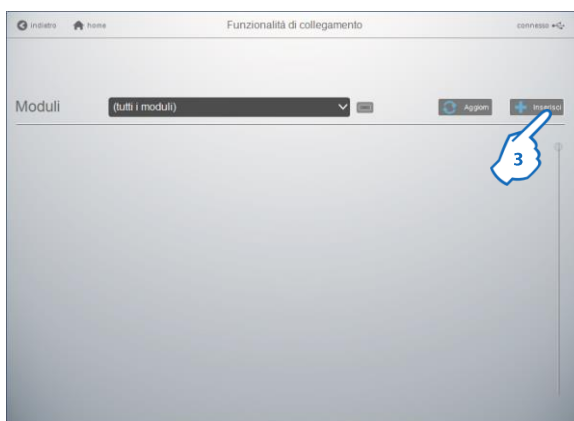 indietro home Funzionalità di collegamento connesso
Moduli (tutti i moduli) Aggiorn Inserisci
3